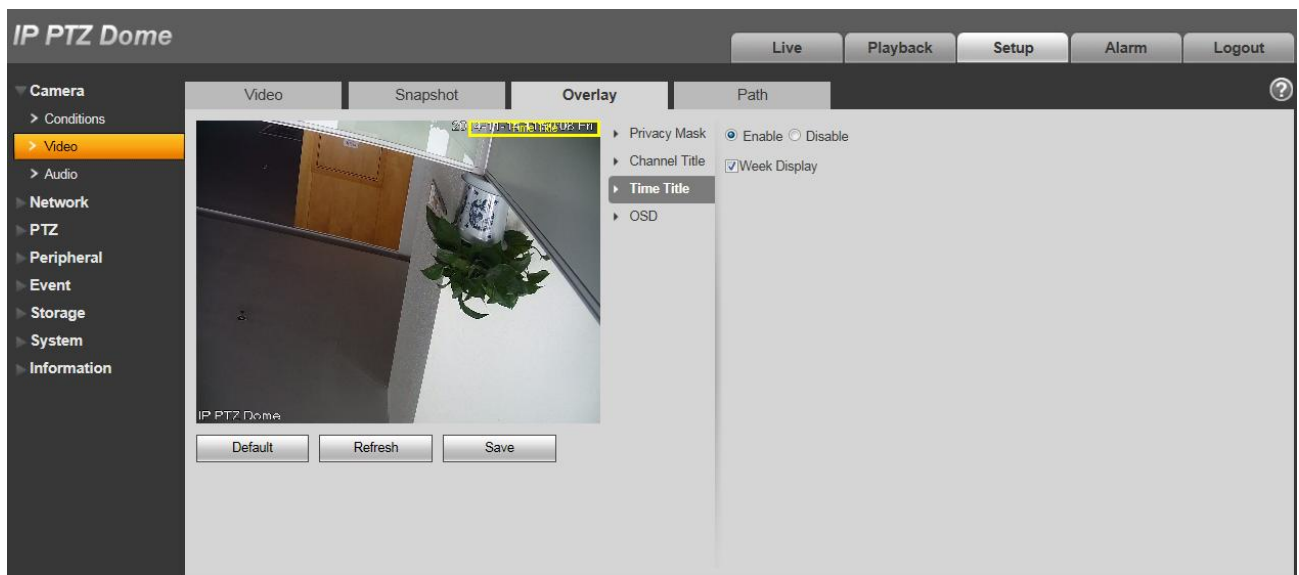 IP PTZ Dome
Live Playback Setup Alarm Logout
Camera
Conditions
Video
Audio
Network
PTZ
Peripheral
Event
Storage
System
Information
Video Snapshot Overlay Path
?
IP PTZ Dome
Default Refresh Save
Privacy Mask
Channel Title
Time Title
OSD
Enable Disable
Week Display